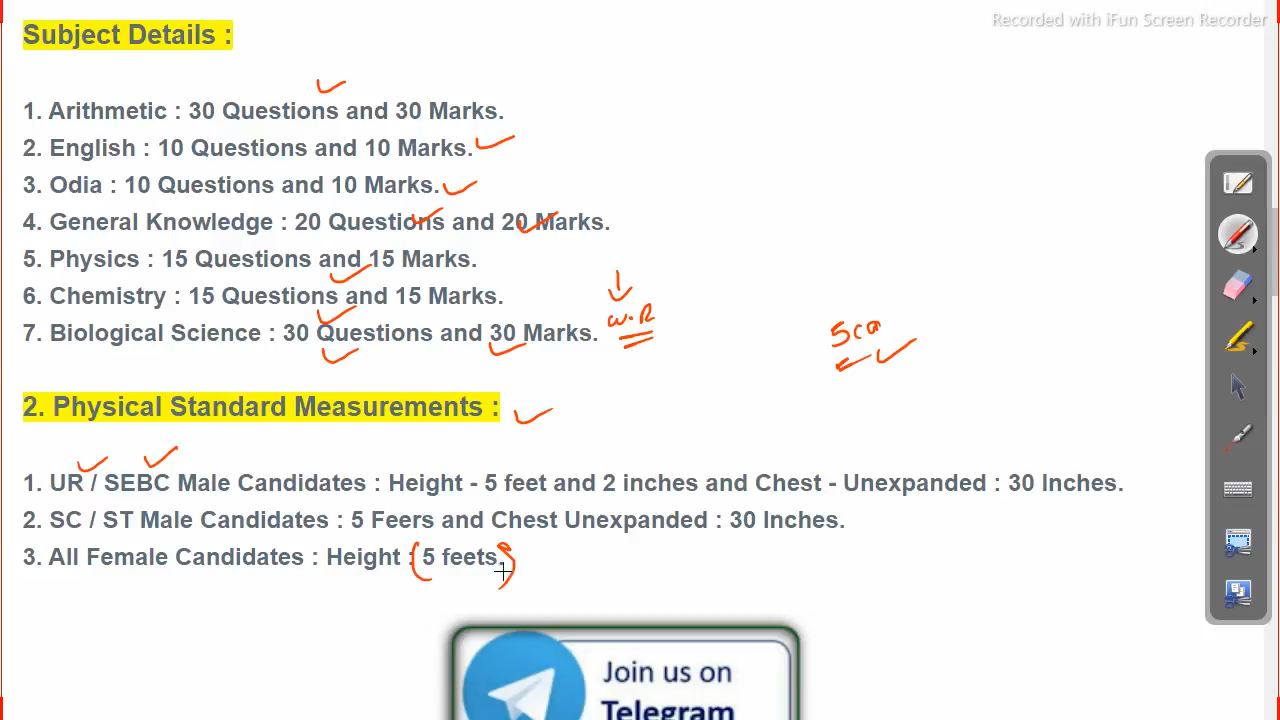 Recorded with iFun Screen Recorder
Subject Details :
1. Arithmetic : 30 Questions and 30 Marks.
2. English : 10 Questions and 10 Marks.
3. Odia : 10 Questions and 10 Marks.
4. General Knowledge : 20 Questions and 20 Marks.
5. Physics : 15 Questions and 15 Marks.
6. Chemistry : 15 Questions and 15 Marks.
W.R
7. Biological Science : 30 Questions and 30 Marks.
2. Physical Standard Measurements :
1. UR / SEBC Male Candidates : Height - 5 feet and 2 inches and Chest - Unexpanded : 30 Inches.
2. SC / ST Male Candidates : 5 Feers and Chest Unexpanded : 30 Inches.
3. All Female Candidates : Height : ( 5 feets. )
Join us on
Telegram